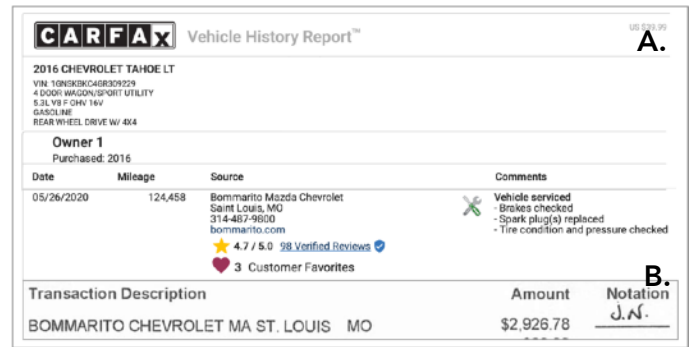 CARFAX Vehicle History Report™
US $39.99
A.
2016 CHEVROLET TAHOE LT
VIN: 1GNSKBKC4GR309229
4 DOOR WAGON/SPORT UTILITY
5.3L V8 F OHV 16V
GASOLINE
REAR WHEEL DRIVE W/ 4X4
Owner 1
Purchased: 2016
Date Mileage Source Comments
05/26/2020 124,458 Bommarito Mazda Chevrolet Vehicle serviced
Saint Louis, MO - Brakes checked
314-487-9800 - Spark plug(s) replaced
bommarito.com - Tire condition and pressure checked
4.7 / 5.0 98 Verified Reviews
3 Customer Favorites
B.
Transaction Description Amount Notation
BOMMARITO CHEVROLET MA ST. LOUIS MO $2,926.78 J.N.